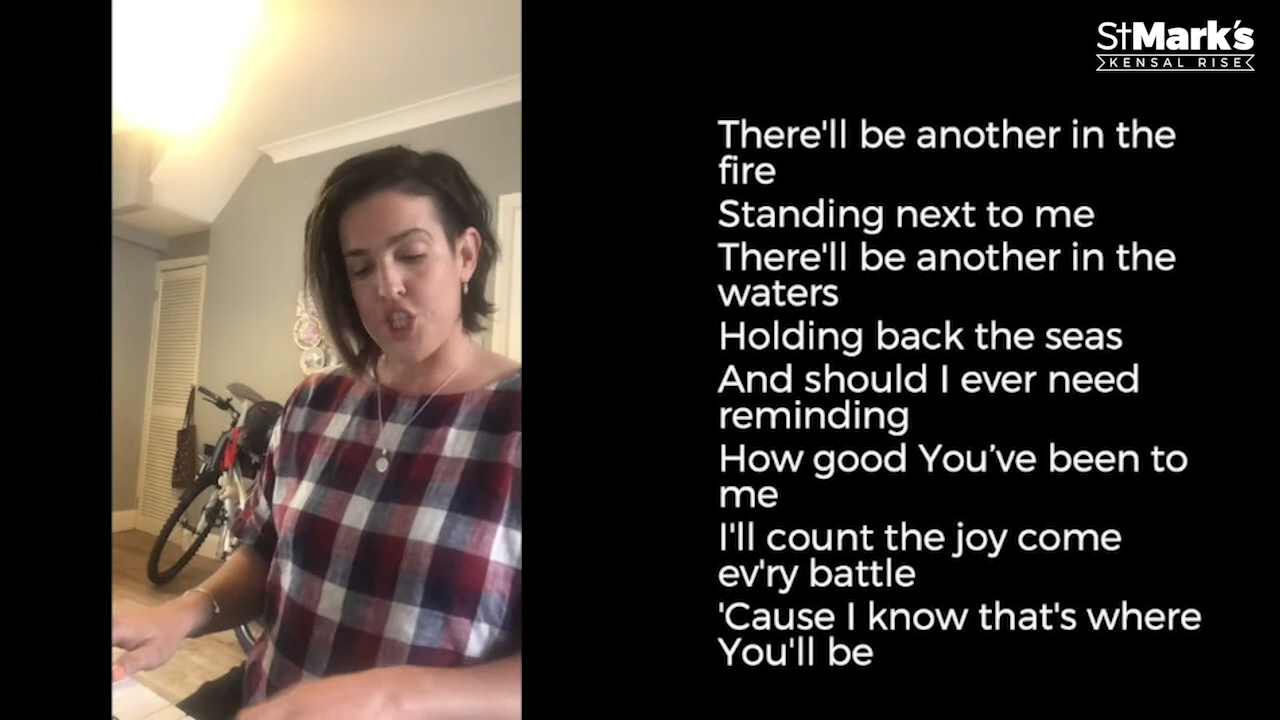 StMark's
KENSAL RISE
There'll be another in the
fire
Standing next to me
There'll be another in the
waters
Holding back the seas
And should I ever need
reminding
How good You’ve been to
me
I'll count the joy come
ev'ry battle
'Cause I know that's where
You'll be